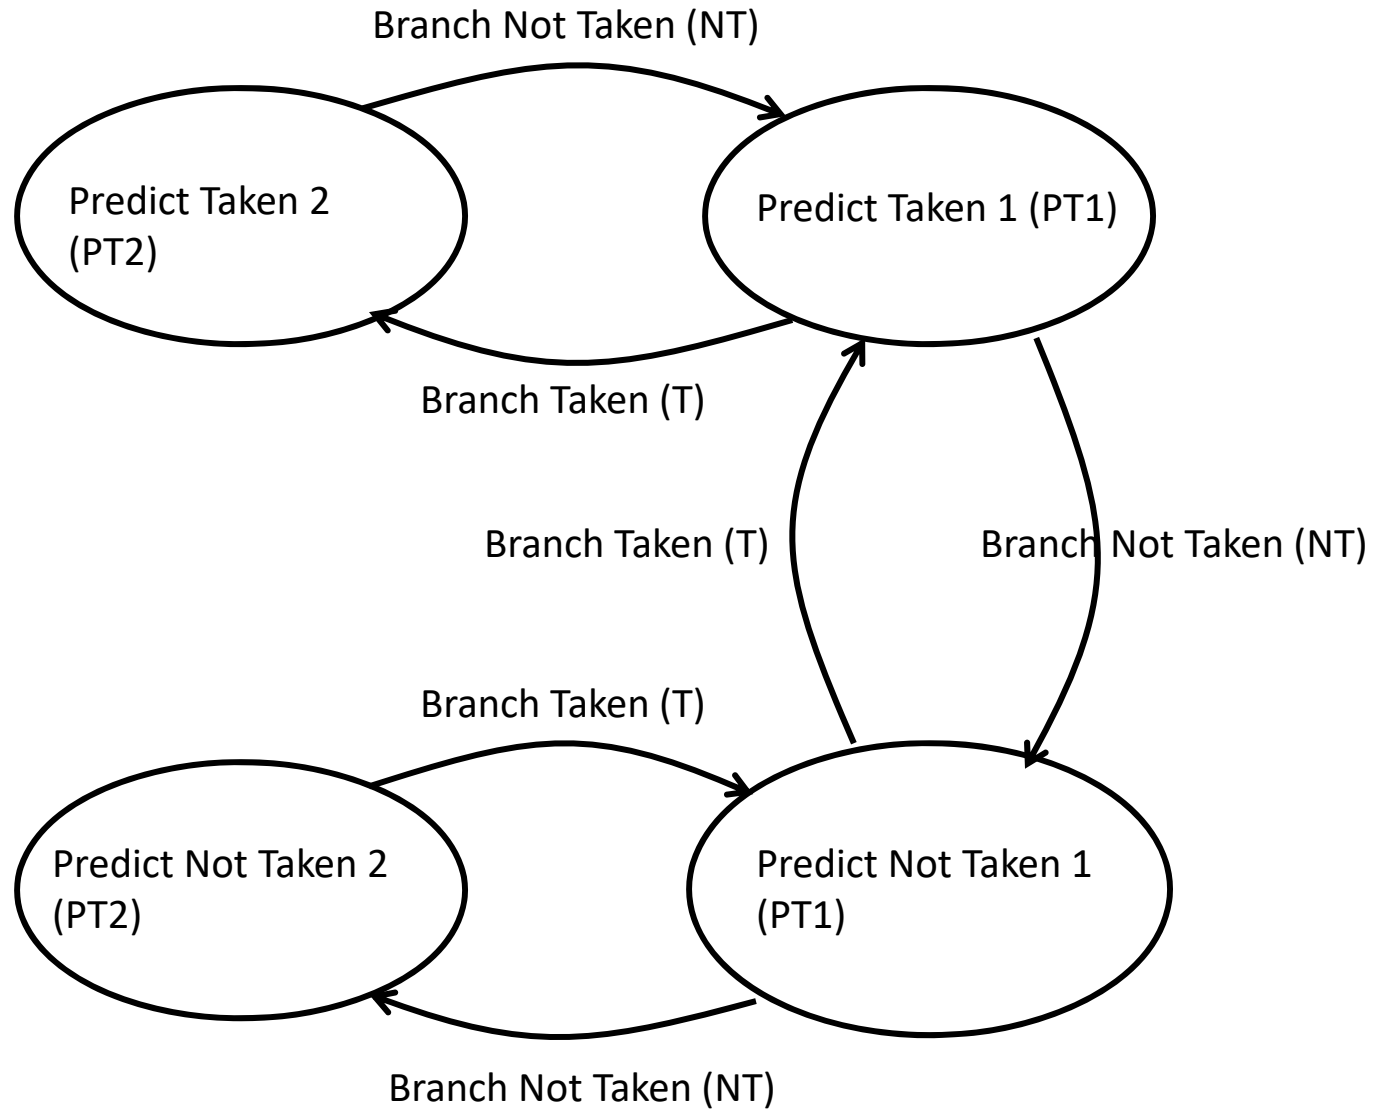 Branch Not Taken (NT)
Predict Taken 2
(PT2)
Predict Taken 1 (PT1)
Branch Taken (T)
Branch Taken (T)
Branch Not Taken (NT)
Branch Taken (T)
Predict Not Taken 2
(PT2)
Predict Not Taken 1
(PT1)
Branch Not Taken (NT)